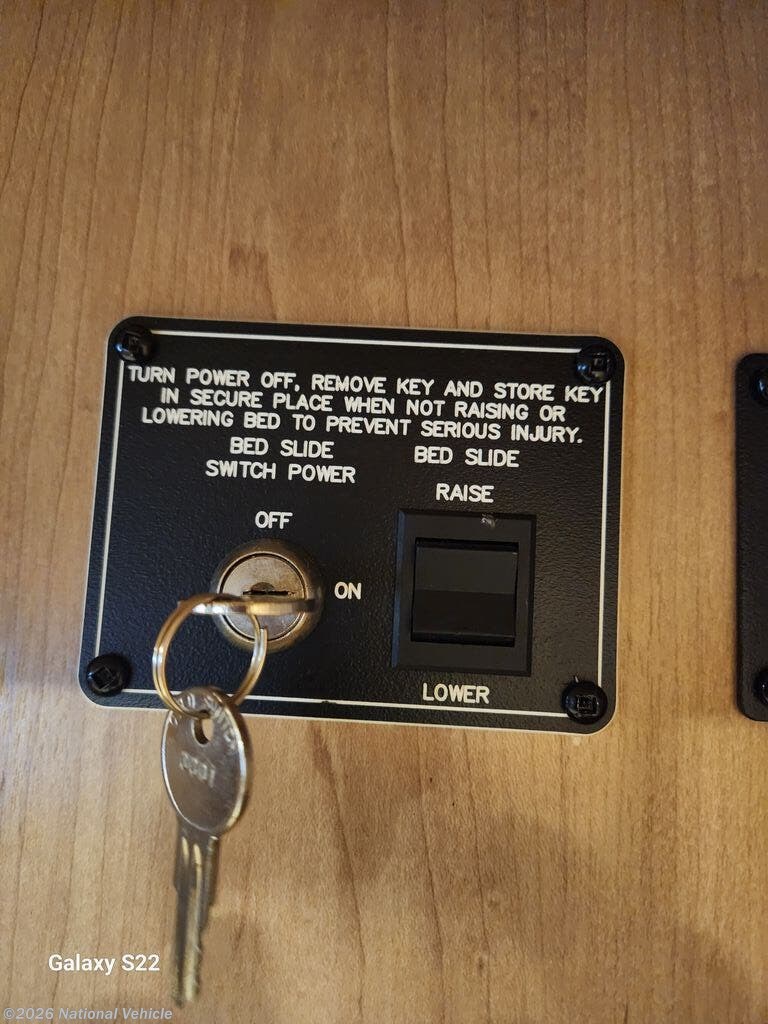 TURN POWER OFF, REMOVE KEY AND STORE KEY
IN SECURE PLACE WHEN NOT RAISING OR
LOWERING BED TO PREVENT SERIOUS INJURY.
BED SLIDE
SWITCH POWER
BED SLIDE
RAISE
OFF
ON
LOWER
Galaxy S22
©2026 National Vehicle